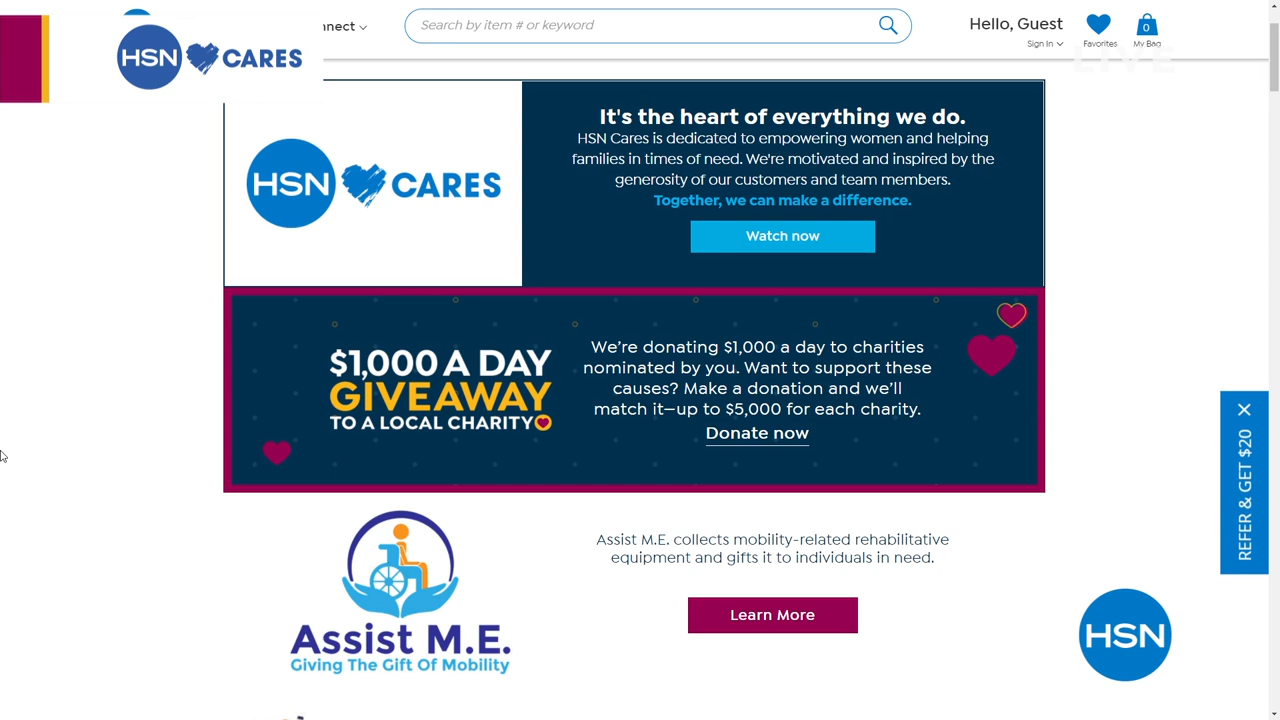 HSN CARES
nnect
Search by item # or keyword
Hello, Guest
Sign In
Favorites
0
My Bag
LIVE
HSN CARES
It's the heart of everything we do.
HSN Cares is dedicated to empowering women and helping
families in times of need. We're motivated and inspired by the
generosity of our customers and team members.
Together, we can make a difference.
Watch now
$1,000 A DAY
GIVEAWAY
TO A LOCAL CHARITY
We're donating $1,000 a day to charities
nominated by you. Want to support these
causes? Make a donation and we'll
match it—up to $5,000 for each charity.
Donate now
REFER & GET $20
Assist M.E.
Giving The Gift Of Mobility
Assist M.E. collects mobility-related rehabilitative
equipment and gifts it to individuals in need.
Learn More
HSN